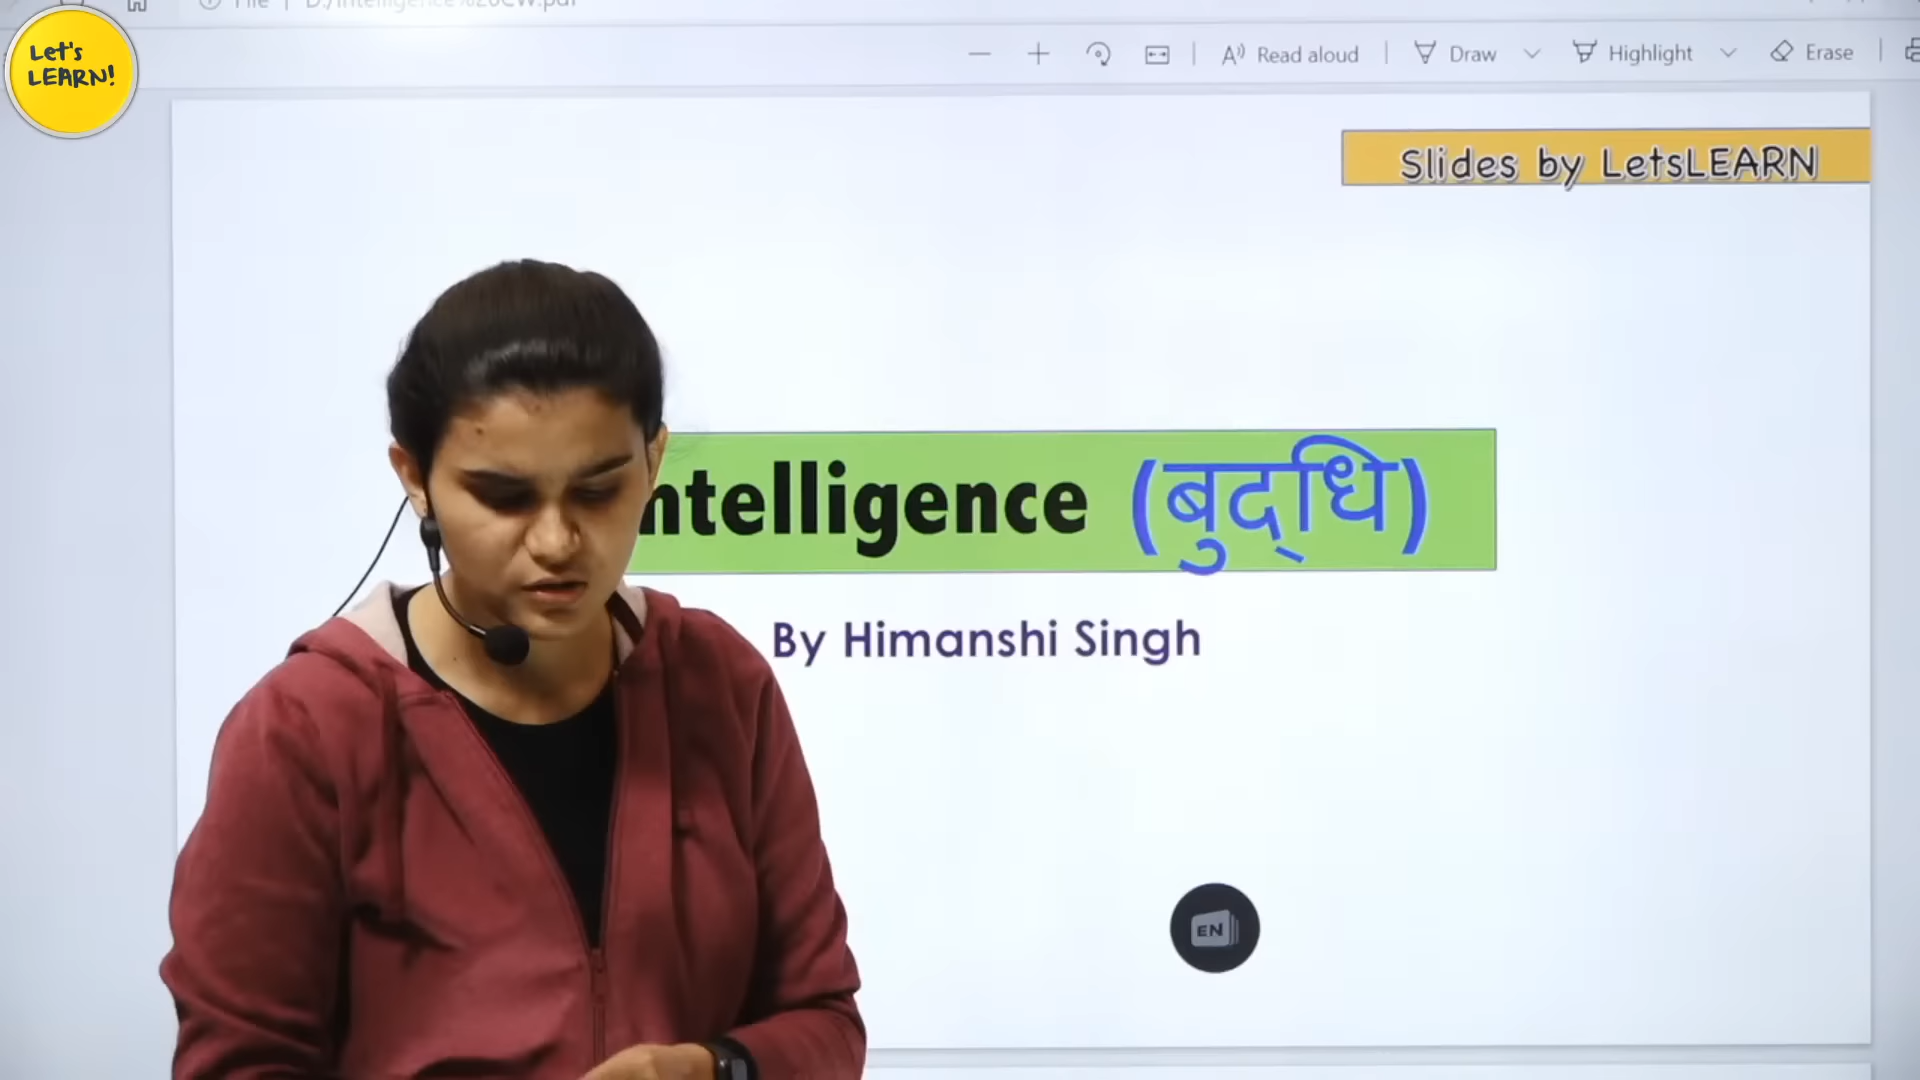 Let's
LEARN!
Read aloud
Draw
Highlight
Erase
Slides by LetsLEARN
ntelligence (बुद्धि)
By Himanshi Singh
EN